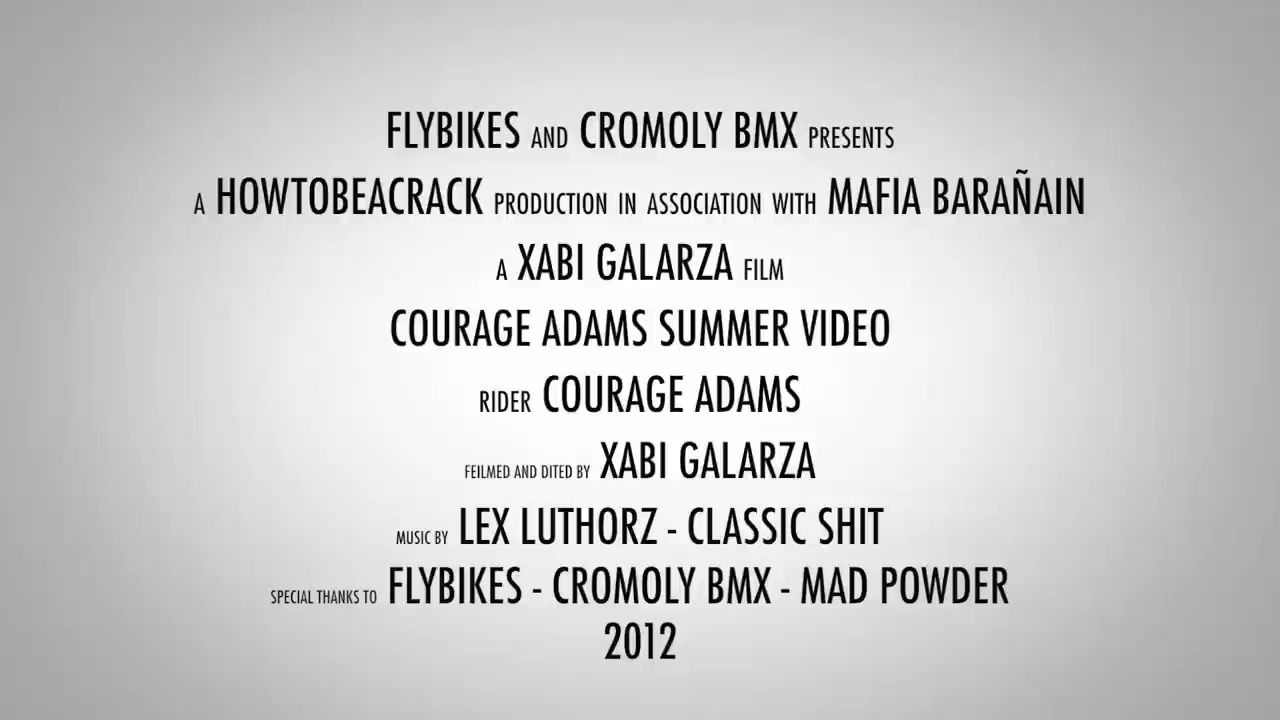 FLYBIKES AND CROMOLY BMX PRESENTS
A HOWTOBEACRACK PRODUCTION IN ASSOCIATION WITH MAFIA BARAÑAIN
A XABI GALARZA FILM
COURAGE ADAMS SUMMER VIDEO
RIDER COURAGE ADAMS
FEILMED AND DITED BY XABI GALARZA
MUSIC BY LEX LUTHORZ - CLASSIC SHIT
SPECIAL THANKS TO FLYBIKES - CROMOLY BMX - MAD POWDER
2012